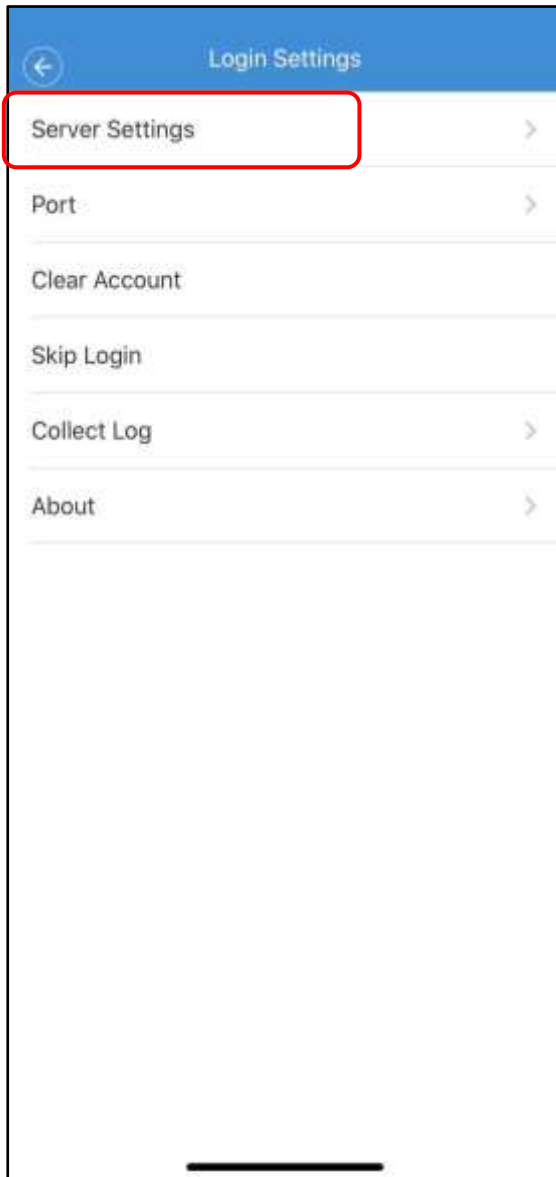 Login Settings
Server Settings
Port
Clear Account
Skip Login
Collect Log
About